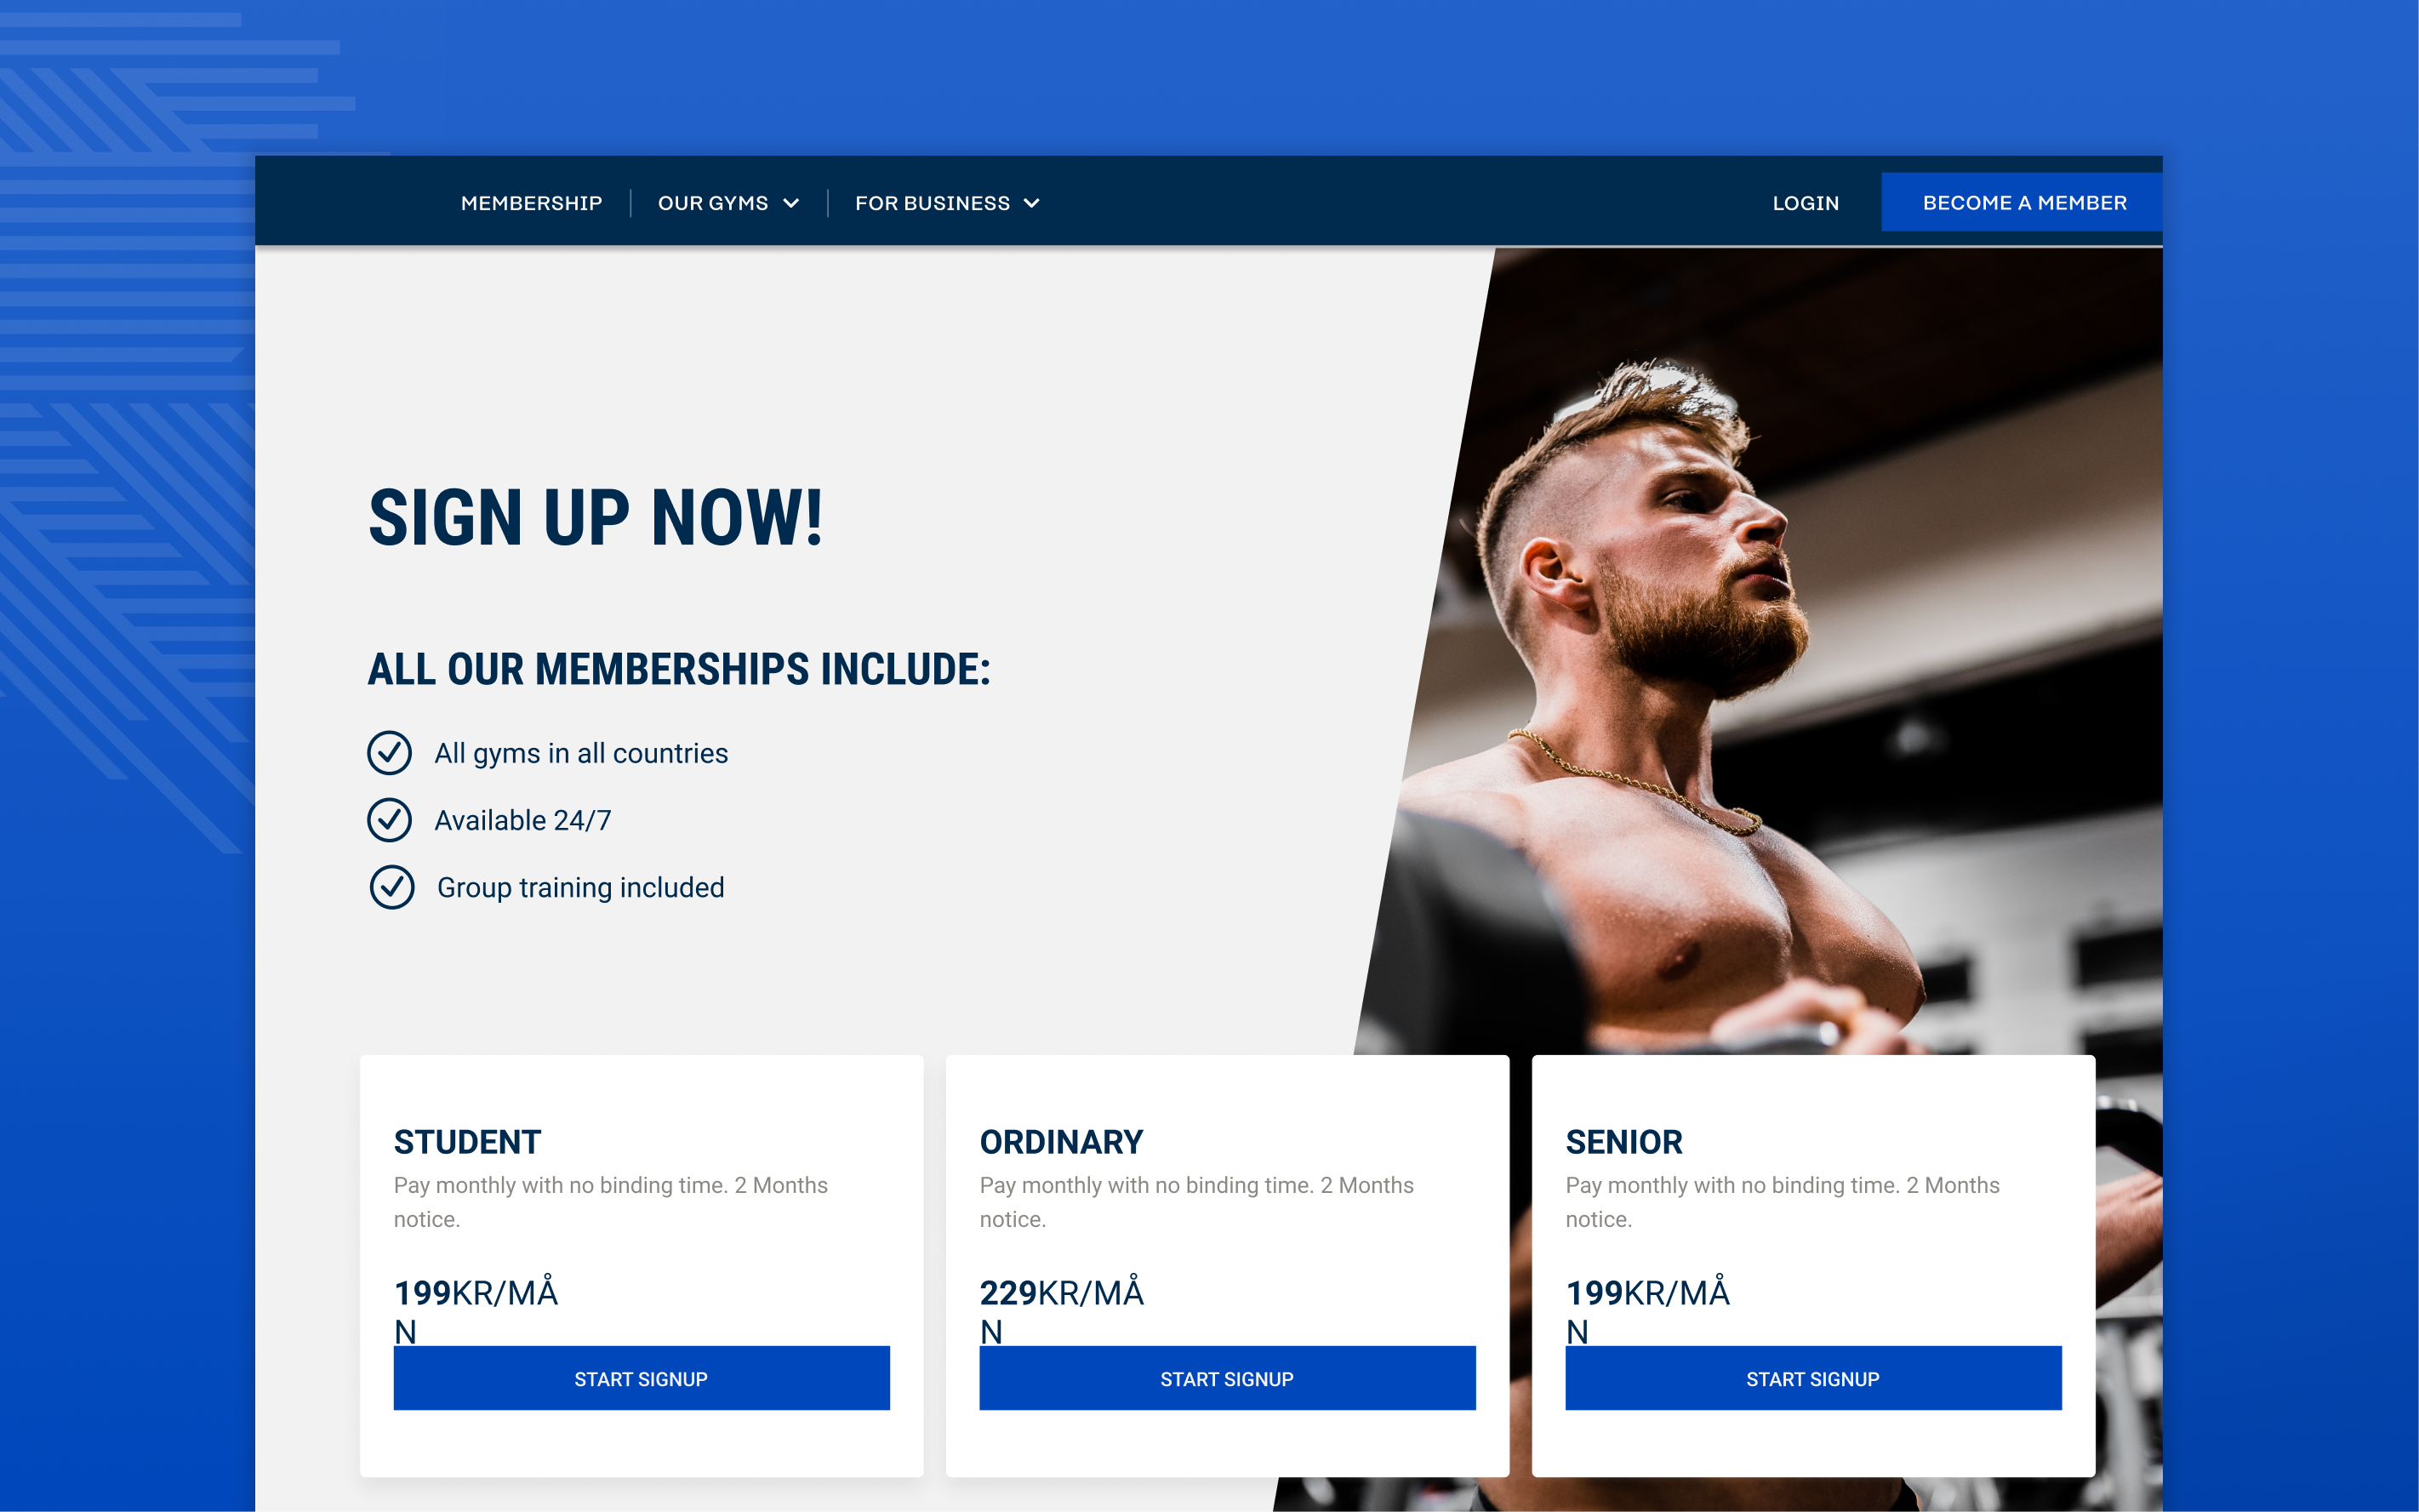 MEMBERSHIP
OUR GYMS
FOR BUSINESS
LOGIN
BECOME A MEMBER
SIGN UP NOW!
ALL OUR MEMBERSHIPS INCLUDE:
All gyms in all countries
Available 24/7
Group training included
STUDENT
Pay monthly with no binding time. 2 Months
notice.
199KR/MÅ
N
START SIGNUP
ORDINARY
Pay monthly with no binding time. 2 Months
notice.
229KR/MÅ
N
START SIGNUP
SENIOR
Pay monthly with no binding time. 2 Months
notice.
199KR/MÅ
N
START SIGNUP